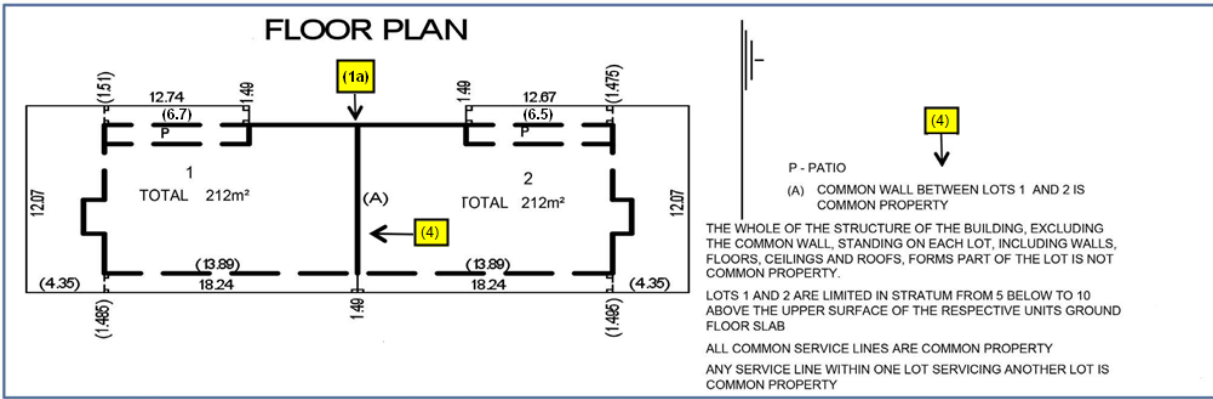 FLOOR PLAN
(1a)
(1.51)
12.74
1.49
1.49
12.67
(1.475)
(6.7)
(6.5)
P
P
1
TOTAL 212m²
2
TOTAL 212m²
12.07
12.07
(A)
(4)
(13.89)
(13.89)
(4.35)
18.24
18.24
(4.35)
(1.485)
1.49
(1.495)
(4)
P - PATIO
(A) COMMON WALL BETWEEN LOTS 1 AND 2 IS
COMMON PROPERTY
THE WHOLE OF THE STRUCTURE OF THE BUILDING, EXCLUDING
THE COMMON WALL, STANDING ON EACH LOT, INCLUDING WALLS,
FLOORS, CEILINGS AND ROOFS, FORMS PART OF THE LOT IS NOT
COMMON PROPERTY.
LOTS 1 AND 2 ARE LIMITED IN STRATUM FROM 5 BELOW TO 10
ABOVE THE UPPER SURFACE OF THE RESPECTIVE UNITS GROUND
FLOOR SLAB
ALL COMMON SERVICE LINES ARE COMMON PROPERTY
ANY SERVICE LINE WITHIN ONE LOT SERVICING ANOTHER LOT IS
COMMON PROPERTY